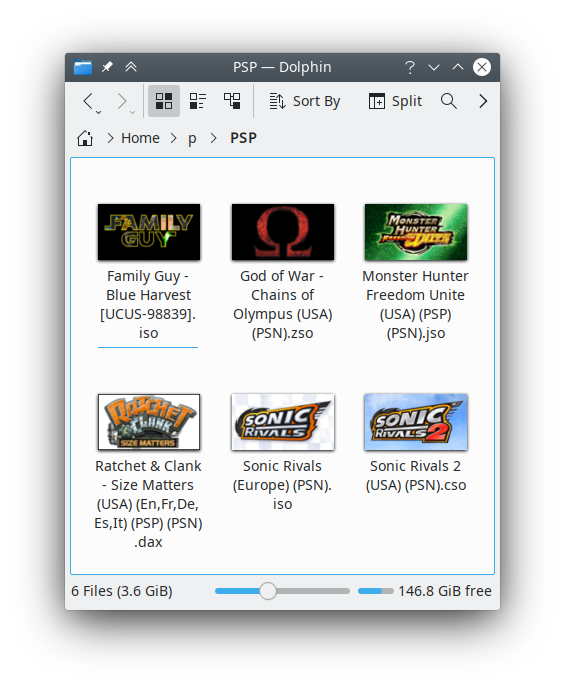 PSP — Dolphin
Sort By
Split
Home
p
PSP
FAMILY
GUY
Family Guy -
Blue Harvest
[UCUS-98839].
iso
God of War -
Chains of
Olympus (USA)
(PSN).zso
MONSTER
HUNTER
FREEDOM UNITE
Monster Hunter
Freedom Unite
(USA) (PSP)
(PSN).jso
RATCHET
CLANK
SIZE MATTERS
Ratchet & Clank
- Size Matters
(USA) (En,Fr,De,
Es,It) (PSP) (PSN)
.dax
SONIC
RIVALS
Sonic Rivals
(Europe) (PSN).
iso
SONIC
RIVALS 2
Sonic Rivals 2
(USA) (PSN).cso
6 Files (3.6 GiB)
146.8 GiB free